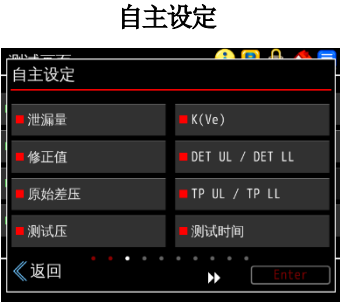 自主设定
测试画面
自主设定
泄漏量
K(Ve)
修正值
DET UL / DET LL
原始差压
TP UL / TP LL
测试压
测试时间
返回
Enter